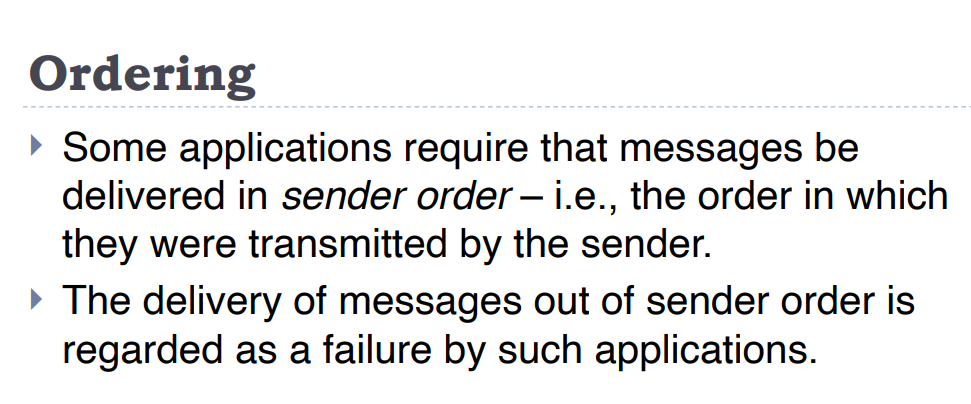 Ordering
Some applications require that messages be
delivered in sender order – i.e., the order in which
they were transmitted by the sender.
The delivery of messages out of sender order is
regarded as a failure by such applications.